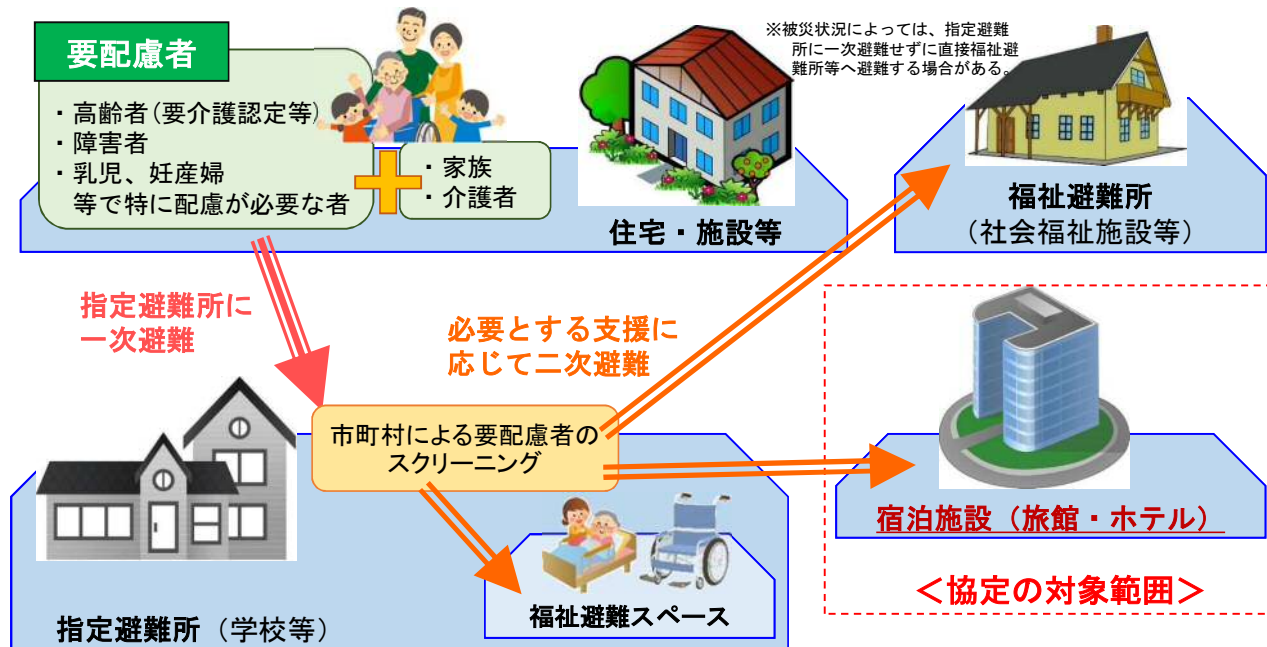 要配慮者
・高齢者(要介護認定等)
・障害者
・乳児、妊産婦
等で特に配慮が必要な者
・家族
・介護者
住宅・施設等
※被災状況によっては、指定避難
所に一次避難せずに直接福祉避
難所等へ避難する場合がある。
福祉避難所
（社会福祉施設等）
指定避難所に
一次避難
必要とする支援に
応じて二次避難
市町村による要配慮者の
スクリーニング
宿泊施設（旅館・ホテル）
＜協定の対象範囲＞
福祉避難スペース
指定避難所（学校等）